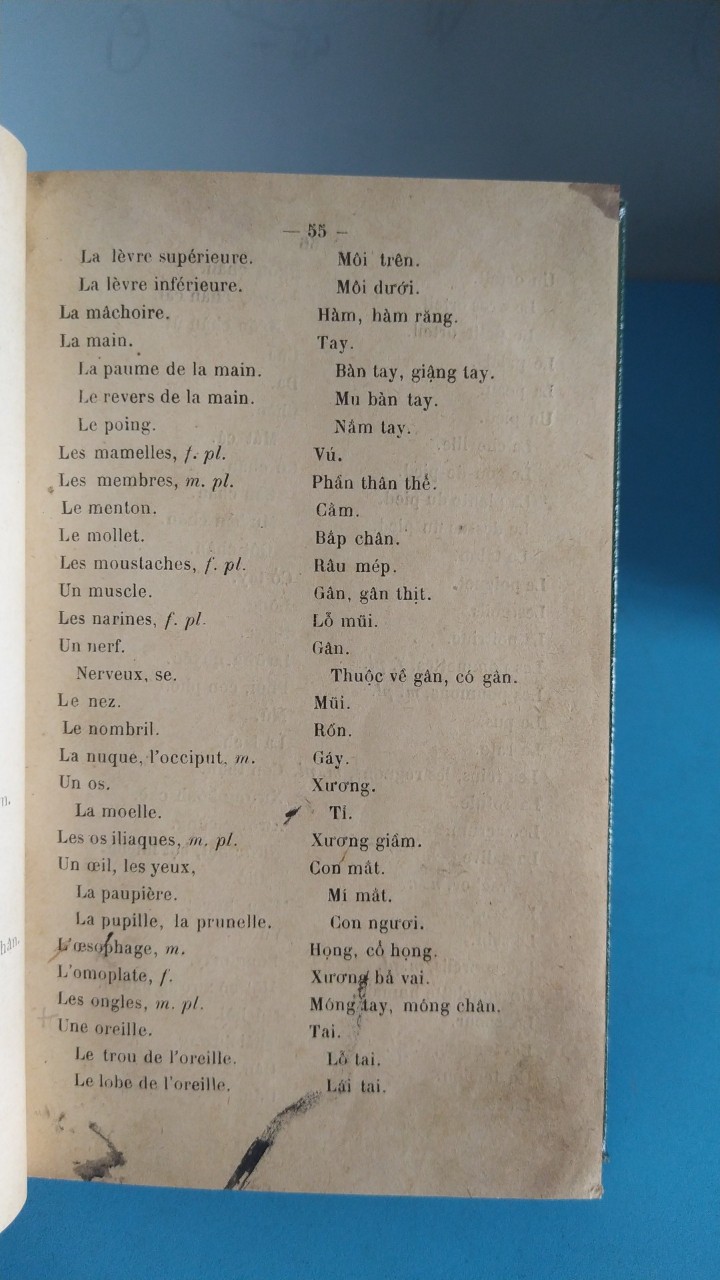 — 55 –
La lèvre supérieure. Môi trên.
La lèvre inférieure. Môi dưới.
La mâchoire. Hàm, hàm răng.
La main. Tay.
La paume de la main. Bàn tay, giặng tay.
Le revers de la main. Mu bàn tay.
Le poing. Nắm tay.
Les mamelles, f. pl. Vú.
Les membres, m. pl. Phần thân thể.
Le menton. Cằm.
Le mollet. Bắp chân.
Les moustaches, f. pl. Râu mép.
Un muscle. Gân, gân thịt.
Les narines, f. pl. Lỗ mũi.
Un nerf. Gân.
Nerveux, se. Thuộc về gân, có gân.
Le nez. Mũi.
Le nombril. Rốn.
La nuque, l'occiput, m. Gáy.
Un os. Xương.
La moelle. Tỉ.
Les os iliaques, m. pl. Xương giầm.
Un œil, les yeux, Con mắt.
La paupière. Mí mắt.
La pupille, la prunelle. Con ngươi.
L'œsophage, m. Họng, cổ họng.
L'omoplate, f. Xương bả vai.
Les ongles, m. pl. Móng tay, móng chân.
Une oreille. Tai.
Le trou de l'oreille. Lỗ tai.
Le lobe de l'oreille. Lái tai.